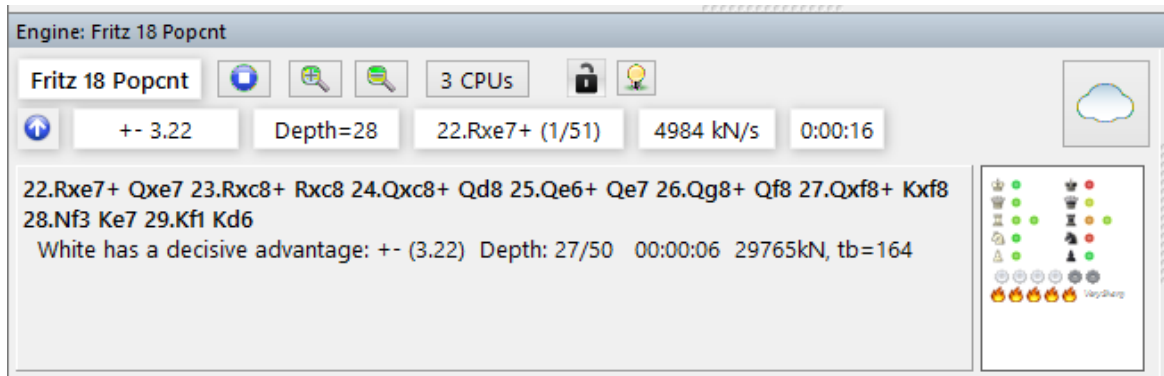 Engine: Fritz 18 Popcnt
Fritz 18 Popcnt 3 CPUs
+- 3.22 Depth=28 22.Rxe7+ (1/51) 4984 kN/s 0:00:16
22.Rxe7+ Qxe7 23.Rxc8+ Rxc8 24.Qxc8+ Qd8 25.Qe6+ Qe7 26.Qg8+ Qf8 27.Qxf8+ Kxf8
28.Nf3 Ke7 29.Kf1 Kd6
White has a decisive advantage: +- (3.22) Depth: 27/50 00:00:06 29765kN, tb=164